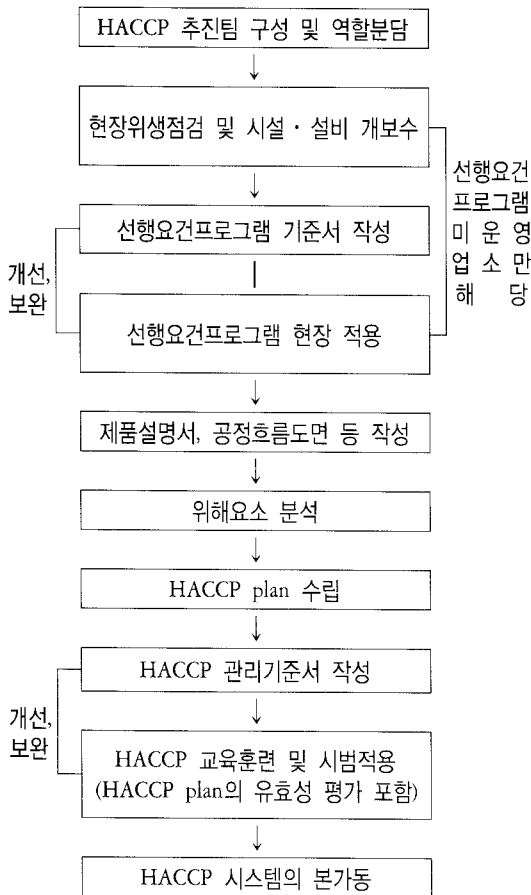 HACCP 추진팀 구성 및 역할분담
현장위생점검 및 시설·설비 개보수
선행요건
프로그램
미 운 영
업 소 만
해 당
선행요건프로그램 기준서 작성
개선,
보완
선행요건프로그램 현장 적용
제품설명서, 공정흐름도면 등 작성
위해요소 분석
HACCP plan 수립
HACCP 관리기준서 작성
개선,
보완
HACCP 교육훈련 및 시범적용
(HACCP plan의 유효성 평가 포함)
HACCP 시스템의 본가동